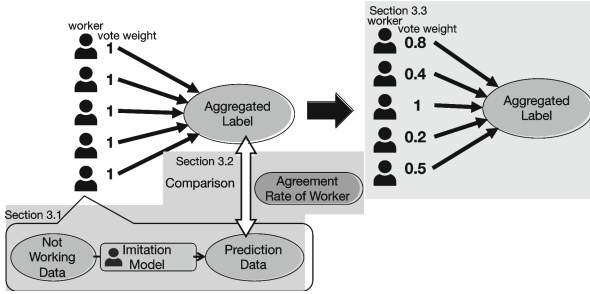 worker
vote weight
1
1
1
1
1
Aggregated
Label
Section 3.2
Comparison
Agreement
Rate of Worker
Section 3.1
Not
Working
Data
Imitation
Model
Prediction
Data
Section 3.3
worker
vote weight
0.8
0.4
1
0.2
0.5
Aggregated
Label